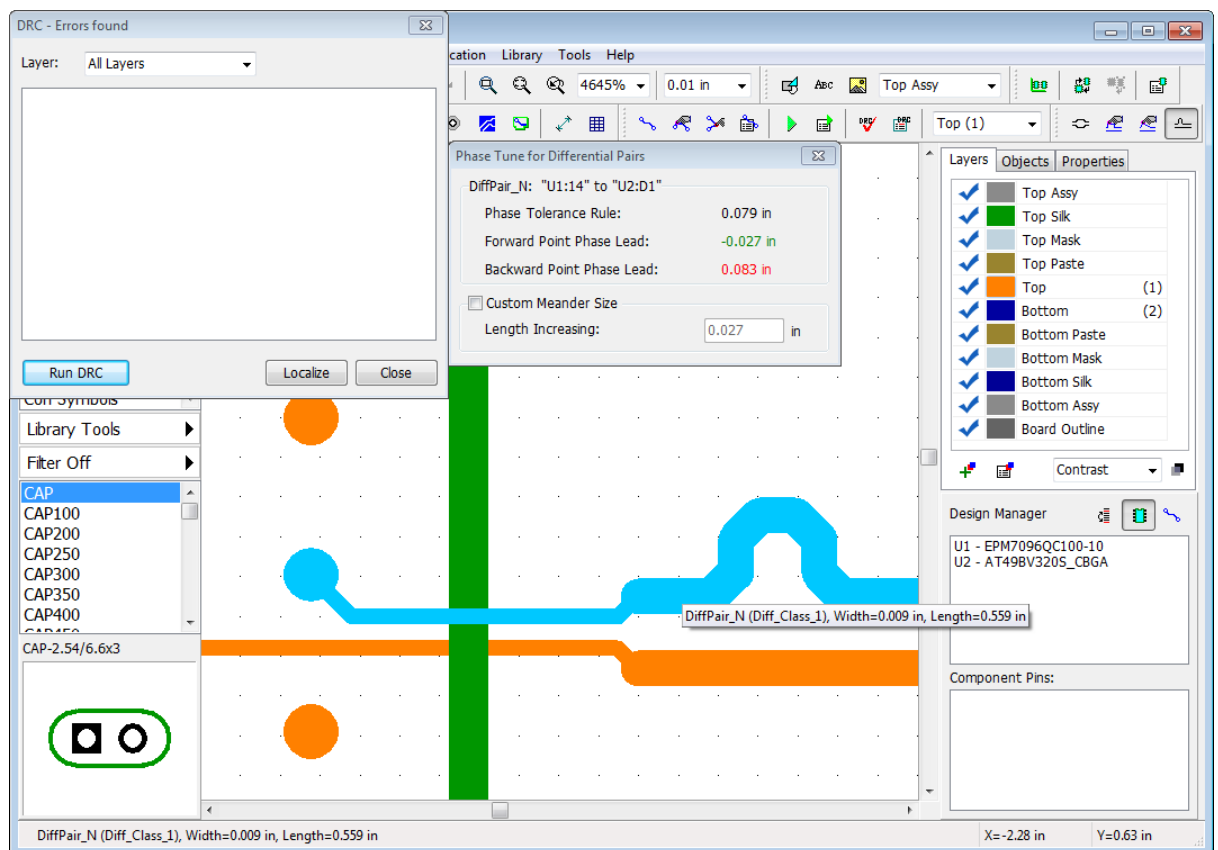 DRC - Errors found
Layer: All Layers
Run DRC Localize Close
cation Library Tools Help
4645% 0.01 in ABC Top Assy
DRC DRC Top (1)
Phase Tune for Differential Pairs
DiffPair_N: "U1:14" to "U2:D1"
Phase Tolerance Rule: 0.079 in
Forward Point Phase Lead: -0.027 in
Backward Point Phase Lead: 0.083 in
Custom Meander Size
Length Increasing: 0.027 in
Layers Objects Properties
Top Assy
Top Silk
Top Mask
Top Paste
Top (1)
Bottom (2)
Bottom Paste
Bottom Mask
Bottom Silk
Bottom Assy
Board Outline
Contrast
Library Tools
Filter Off
CAP
CAP100
CAP200
CAP250
CAP300
CAP350
CAP400
CAP-2.54/6.6x3
DiffPair_N (Diff_Class_1), Width=0.009 in, Length=0.559 in
Design Manager
U1 - EPM7096QC100-10
U2 - AT49BV320S_CBGA
Component Pins:
DiffPair_N (Diff_Class_1), Width=0.009 in, Length=0.559 in X=-2.28 in Y=0.63 in